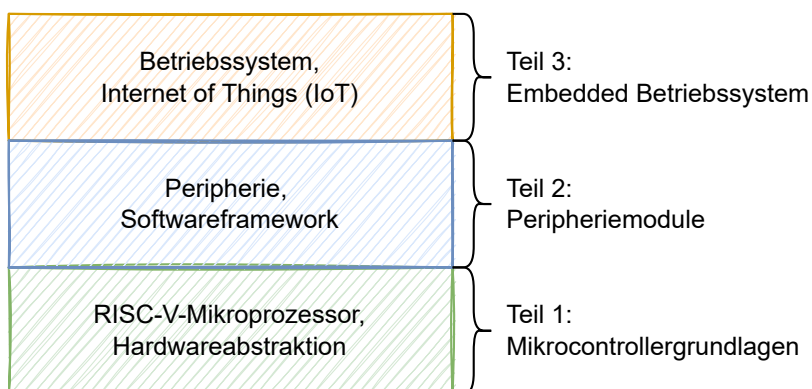 Betriebssystem,
Internet of Things (IoT)
Teil 3:
Embedded Betriebssystem
Peripherie,
Softwareframework
Teil 2:
Peripheriemodule
RISC-V-Mikroprozessor,
Hardwareabstraktion
Teil 1:
Mikrocontrollergrundlagen